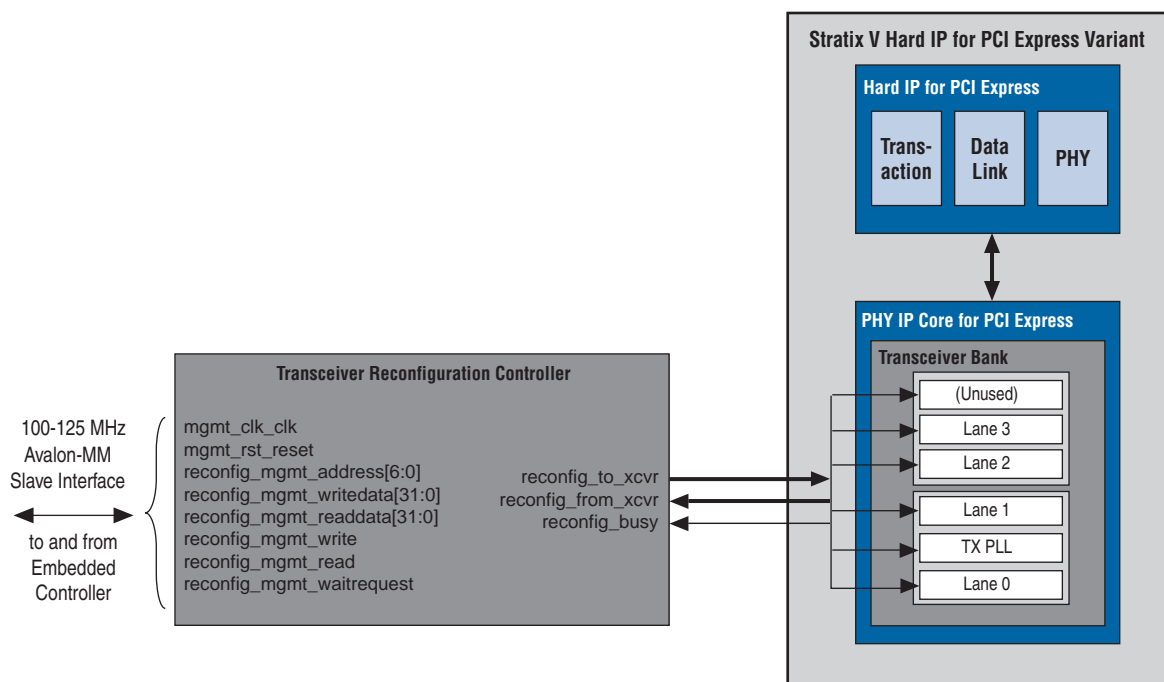 Stratix V Hard IP for PCI Express Variant
Hard IP for PCI Express
Trans-
action
Data
Link
PHY
PHY IP Core for PCI Express
Transceiver Bank
(Unused)
Lane 3
Lane 2
Lane 1
TX PLL
Lane 0
Transceiver Reconfiguration Controller
mgmt_clk_clk
mgmt_rst_reset
reconfig_mgmt_address[6:0]
reconfig_mgmt_writedata[31:0]
reconfig_mgmt_readdata[31:0]
reconfig_mgmt_write
reconfig_mgmt_read
reconfig_mgmt_waitrequest
reconfig_to_xcvr
reconfig_from_xcvr
reconfig_busy
100-125 MHz
Avalon-MM
Slave Interface
to and from
Embedded
Controller